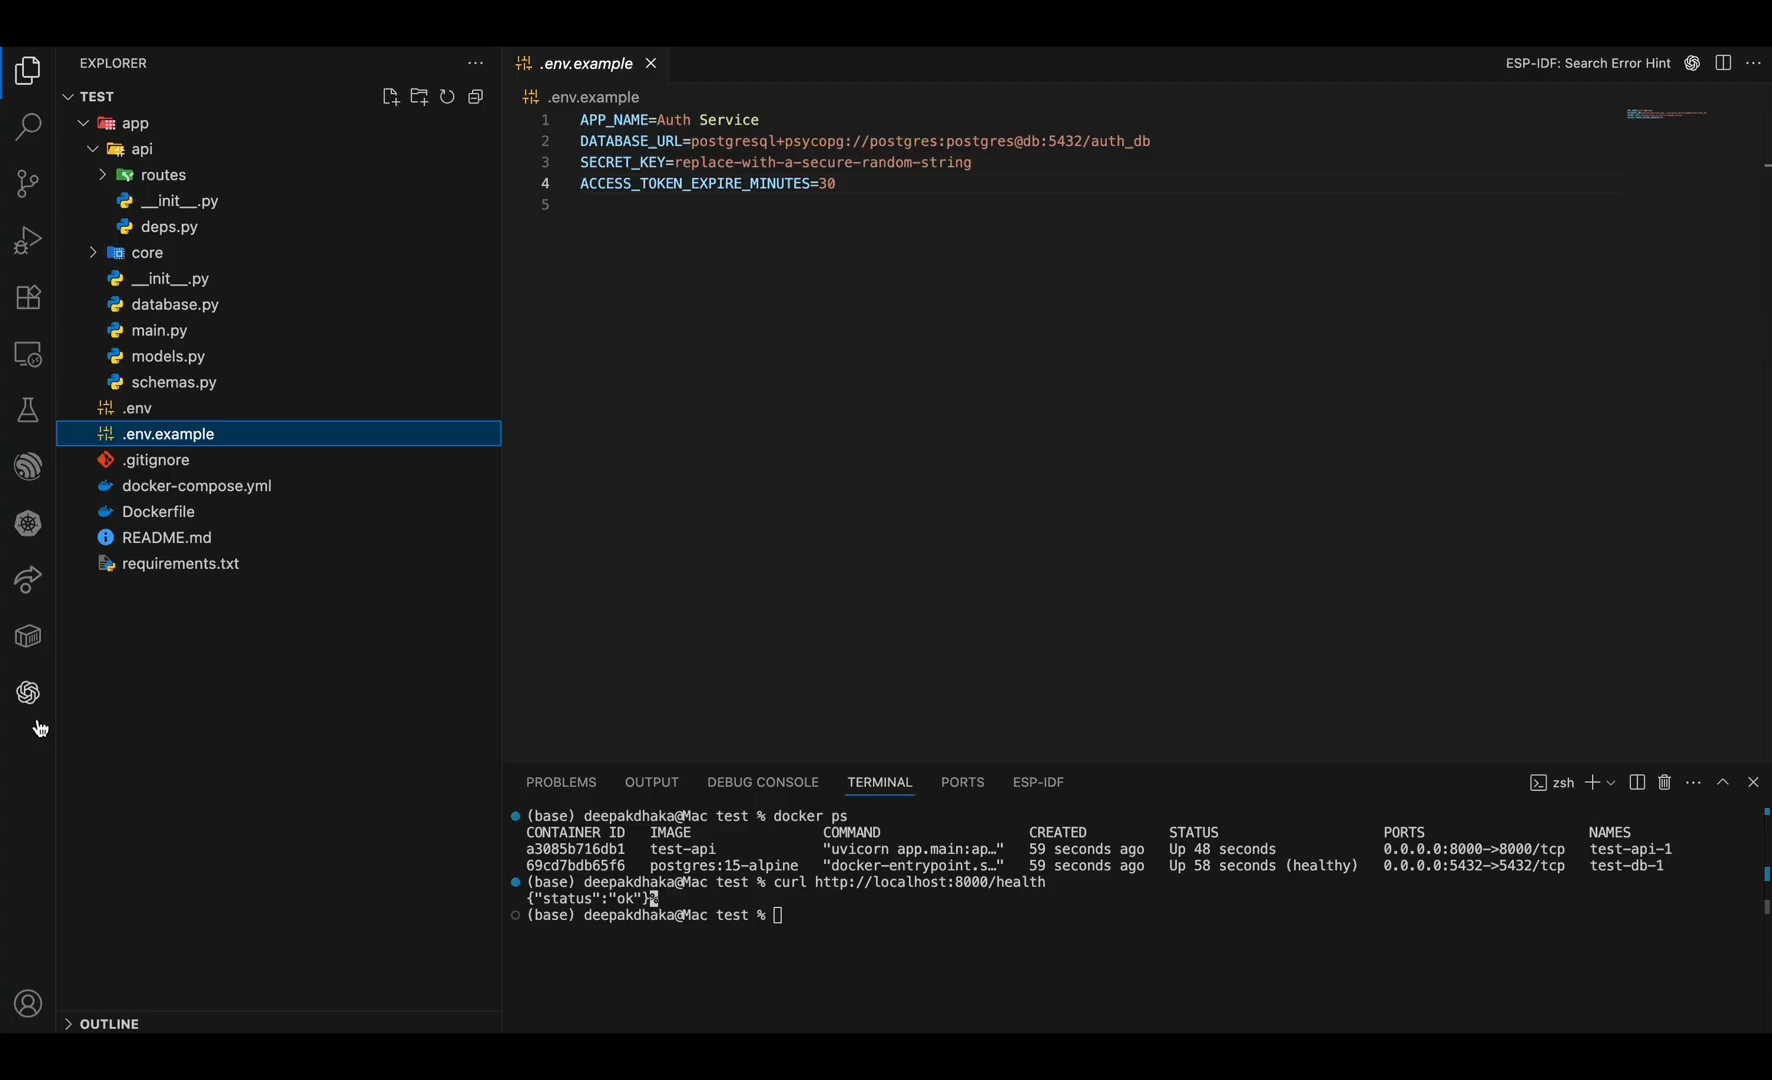 EXPLORER
TEST
app
api
routes
__init__.py
deps.py
core
__init__.py
database.py
main.py
models.py
schemas.py
.env
.env.example
.gitignore
docker-compose.yml
Dockerfile
README.md
requirements.txt
OUTLINE
.env.example
ESP-IDF: Search Error Hint
.env.example
1 APP_NAME=Auth Service
2 DATABASE_URL=postgresql+psycopg://postgres:postgres@db:5432/auth_db
3 SECRET_KEY=replace-with-a-secure-random-string
4 ACCESS_TOKEN_EXPIRE_MINUTES=30
5
PROBLEMS OUTPUT DEBUG CONSOLE TERMINAL PORTS ESP-IDF
zsh
(base) deepakdhaka@Mac test % docker ps
CONTAINER ID IMAGE COMMAND CREATED STATUS PORTS NAMES
a3085b716db1 test-api "uvicorn app.main:ap…" 59 seconds ago Up 48 seconds 0.0.0.0:8000->8000/tcp test-api-1
69cd7bdb65f6 postgres:15-alpine "docker-entrypoint.s…" 59 seconds ago Up 58 seconds (healthy) 0.0.0.0:5432->5432/tcp test-db-1
(base) deepakdhaka@Mac test % curl http://localhost:8000/health
{"status":"ok"}%
(base) deepakdhaka@Mac test %